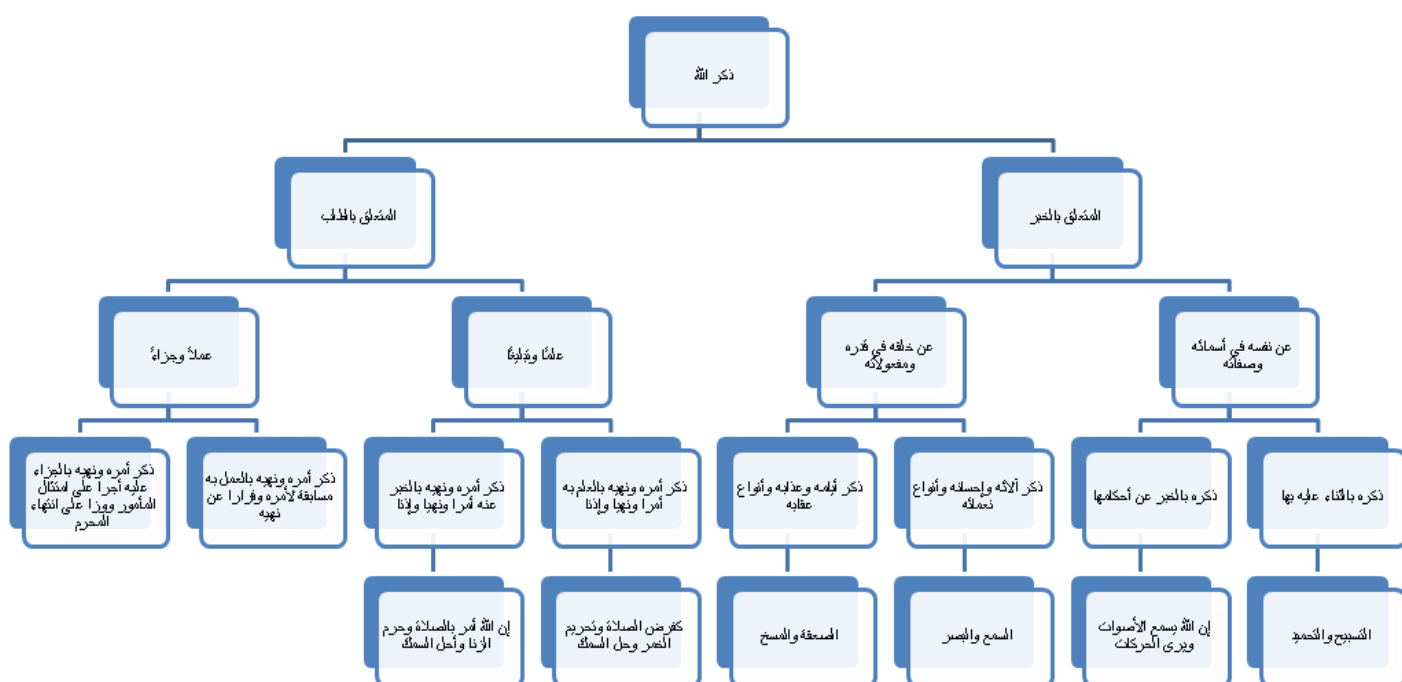 ذكر الله
المتعلق بالخبر
المتعلق بالطلب
عن نفسه في أسمائه
وصفاته
عن خلقه في قدره
ومفعولاته
علمًا وتبليغًا
عملاً وجزاءً
ذكره بالثناء عليه بها
ذكره بالخبر عن أحكامها
ذكر آلائه وإحسانه وأنواع
نعمائه
ذكر أيامه وعذابه وأنواع
عقابه
ذكر أمره ونهيه بالعلم به
أمرا ونهيا وإذنا
ذكر أمره ونهيه بالخبر
عنه أمرا ونهيا وإذنا
ذكر أمره ونهيه بالعمل به
مسابقة لأمره وفرارا عن
نهيه
ذكر أمره ونهيه بالجزاء
عليه أجرا على امتثال
المأمور ووزرا على انتهاء
المحرم
التسبيح والتحميد
إن الله يسمع الأصوات
ويرى الحركات
السمع والبصر
الصعقة والمسخ
كفرض الصلاة وتحريم
الخمر وحل السمك
إن الله أمر بالصلاة وحرم
الزنا وأحل السمك